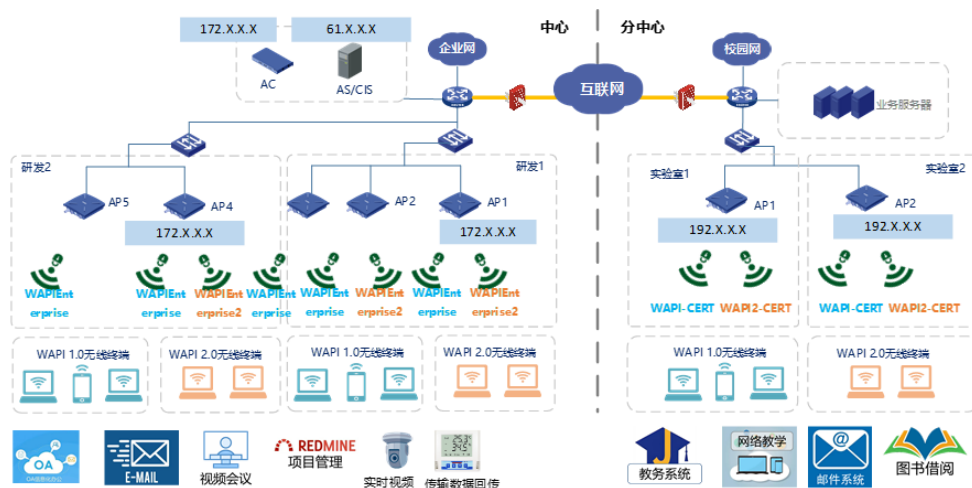 172.X.X.X
61.X.X.X
中心
分中心
企业网
校园网
AC
AS/CIS
互联网
业务服务器
研发2
研发1
实验室1
实验室2
AP5
AP4
AP2
AP1
AP1
AP2
172.X.X.X
172.X.X.X
192.X.X.X
192.X.X.X
WAPIEnt
erprise
WAPIEnt
erprise
WAPIEnt
erprise2
WAPIEnt
erprise
WAPIEnt
erprise
WAPIEnt
erprise2
WAPIEnt
erprise
WAPIEnt
erprise2
WAPI-CERT
WAPI2-CERT
WAPI-CERT
WAPI2-CERT
WAPI 1.0无线终端
WAPI 2.0无线终端
WAPI 1.0无线终端
WAPI 2.0无线终端
WAPI 1.0无线终端
WAPI 2.0无线终端
OA
E-MAIL
视频会议
REDMINE
项目管理
实时视频
传输数据回传
教务系统
网络教学
邮件系统
图书借阅